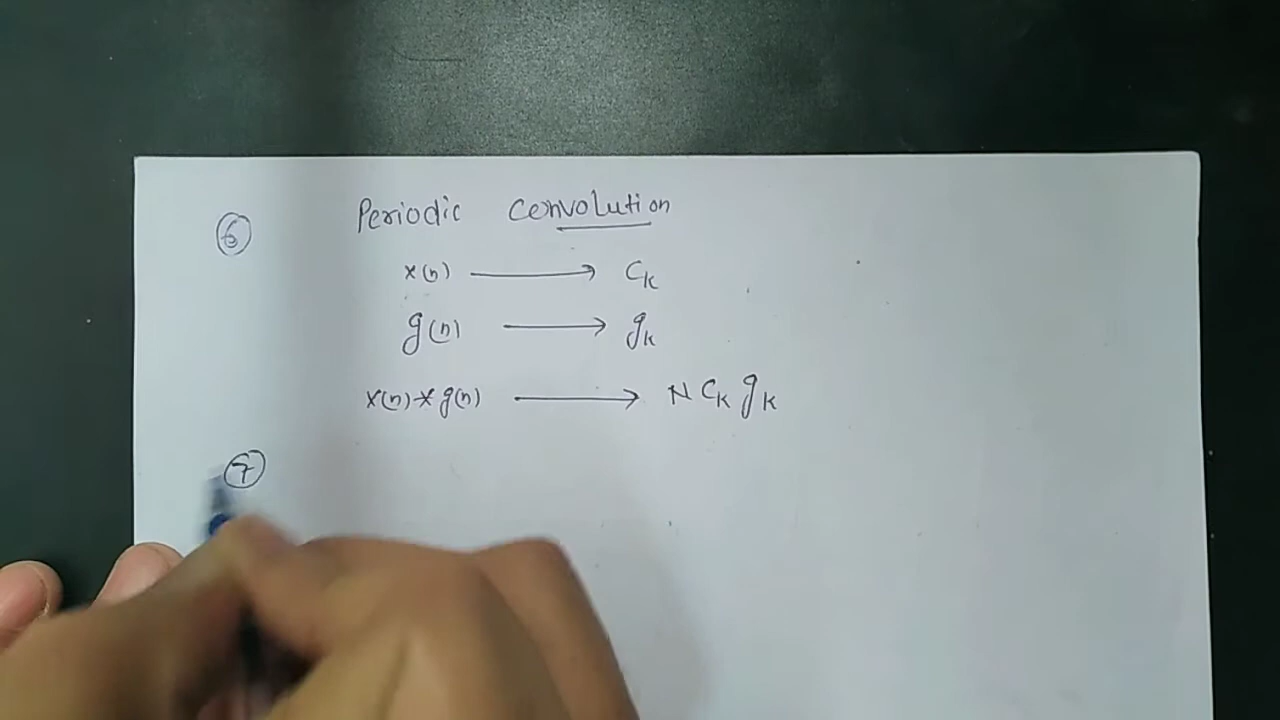 ⑥ Periodic Convolution
x(n) ⟶ Cₖ
g(n) ⟶ gₖ
x(n) * g(n) ⟶ N Cₖ gₖ
⑦